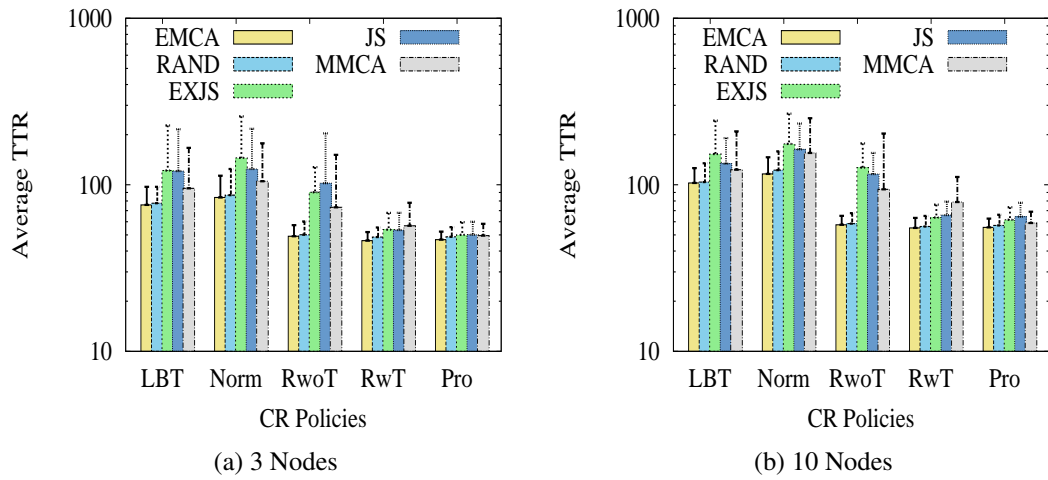 1000
100
10
Average TTR
EMCA
RAND
EXJS
JS
MMCA
LBT Norm RwoT RwT Pro
CR Policies
(a) 3 Nodes
1000
100
10
Average TTR
EMCA
RAND
EXJS
JS
MMCA
LBT Norm RwoT RwT Pro
CR Policies
(b) 10 Nodes